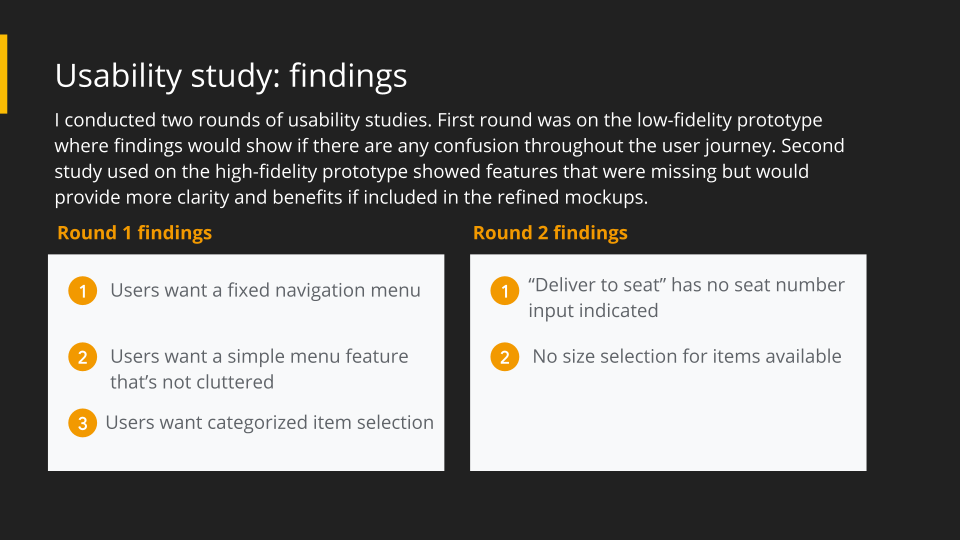 Usability study: findings
I conducted two rounds of usability studies. First round was on the low-fidelity prototype
where findings would show if there are any confusion throughout the user journey. Second
study used on the high-fidelity prototype showed features that were missing but would
provide more clarity and benefits if included in the refined mockups.
Round 1 findings
1 Users want a fixed navigation menu
2 Users want a simple menu feature
that’s not cluttered
3 Users want categorized item selection
Round 2 findings
1 “Deliver to seat” has no seat number
input indicated
2 No size selection for items available